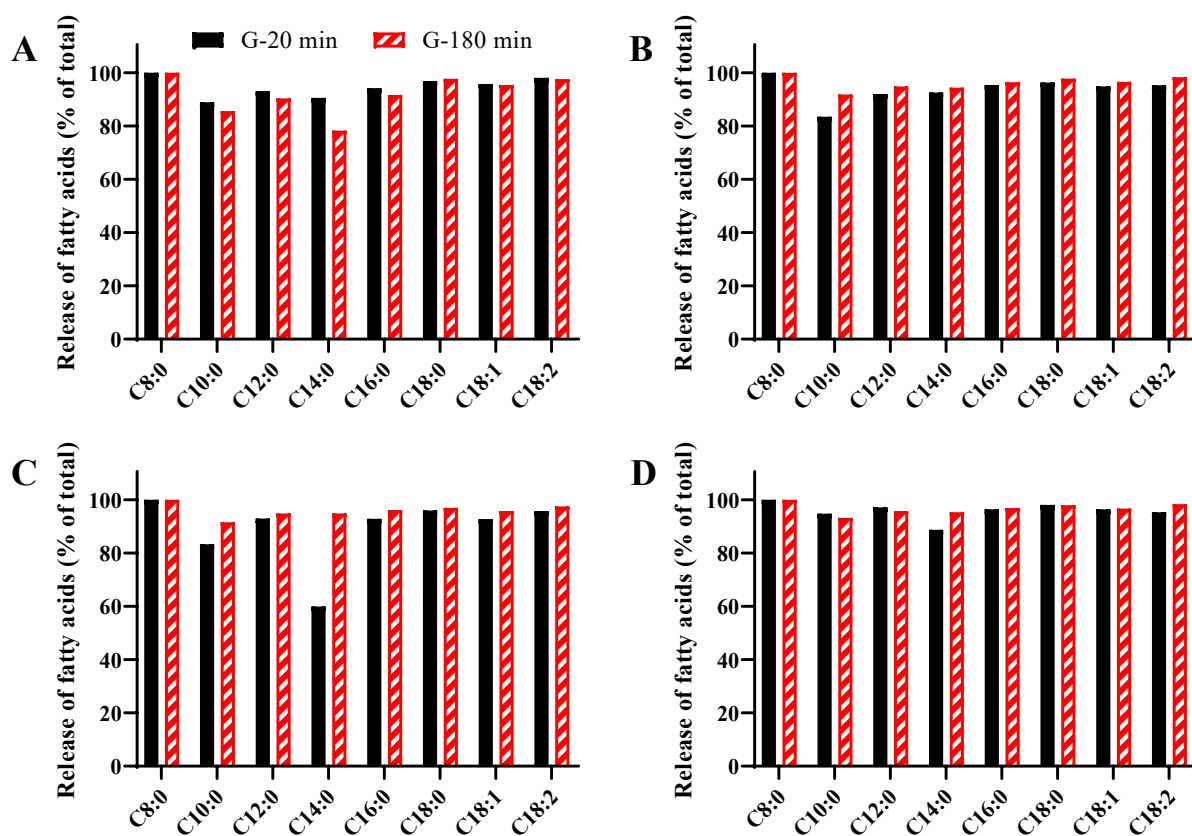 A
G-20 min
G-180 min
Release of fatty acids (% of total)
100
80
60
40
20
0
C8:0
C10:0
C12:0
C14:0
C16:0
C18:0
C18:1
C18:2
B
Release of fatty acids (% of total)
100
80
60
40
20
0
C8:0
C10:0
C12:0
C14:0
C16:0
C18:0
C18:1
C18:2
C
Release of fatty acids (% of total)
100
80
60
40
20
0
C8:0
C10:0
C12:0
C14:0
C16:0
C18:0
C18:1
C18:2
D
Release of fatty acids (% of total)
100
80
60
40
20
0
C8:0
C10:0
C12:0
C14:0
C16:0
C18:0
C18:1
C18:2